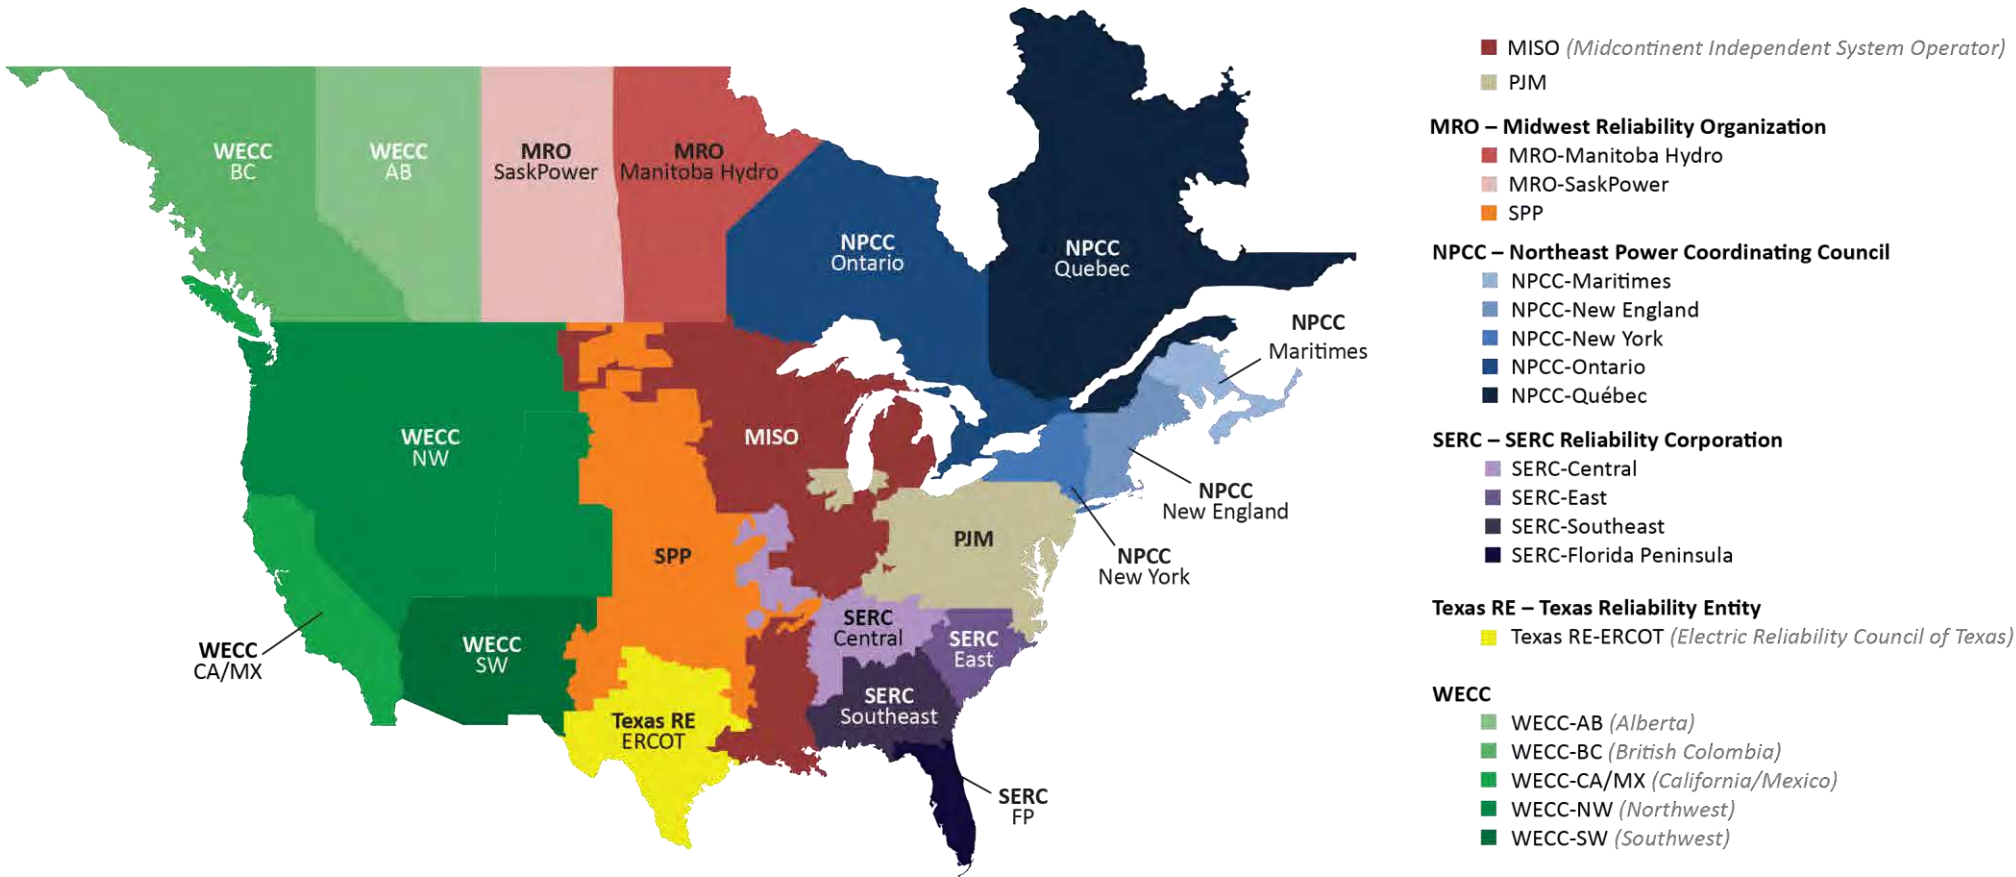 WECC
BC
WECC
AB
MRO
SaskPower
MRO
Manitoba Hydro
NPCC
Ontario
NPCC
Quebec
NPCC
Maritimes
WECC
NW
MISO
NPCC
New England
SPP
PJM
NPCC
New York
WECC
CA/MX
WECC
SW
SERC
Central
SERC
East
SERC
Southeast
Texas RE
ERCOT
SERC
FP
MISO (Midcontinent Independent System Operator)
PJM
MRO – Midwest Reliability Organization
MRO-Manitoba Hydro
MRO-SaskPower
SPP
NPCC – Northeast Power Coordinating Council
NPCC-Maritimes
NPCC-New England
NPCC-New York
NPCC-Ontario
NPCC-Québec
SERC – SERC Reliability Corporation
SERC-Central
SERC-East
SERC-Southeast
SERC-Florida Peninsula
Texas RE – Texas Reliability Entity
Texas RE-ERCOT (Electric Reliability Council of Texas)
WECC
WECC-AB (Alberta)
WECC-BC (British Colombia)
WECC-CA/MX (California/Mexico)
WECC-NW (Northwest)
WECC-SW (Southwest)